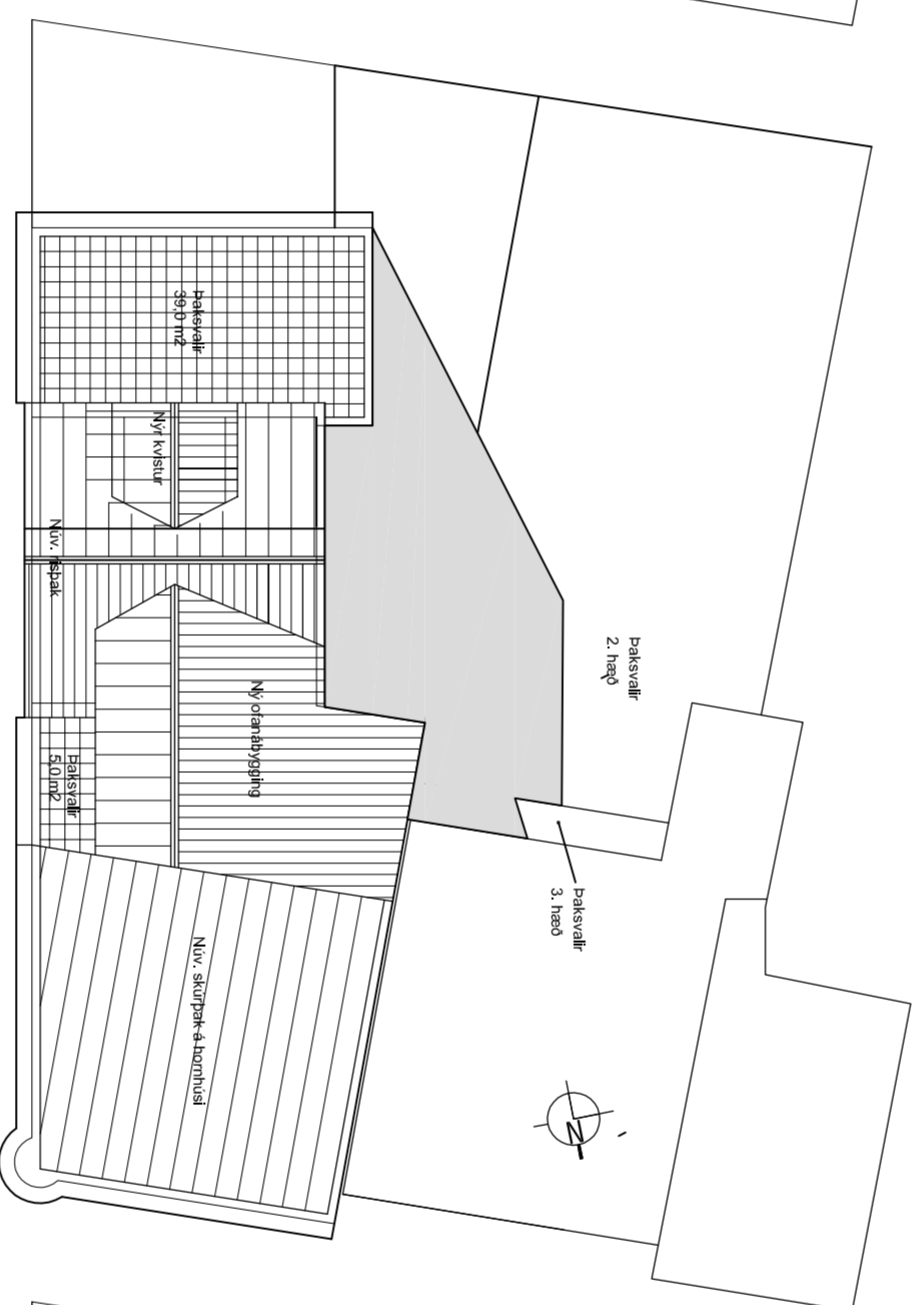 Þaksvalir
39,0 m2
Nýr kvistur
Núv. risþak
Þaksvalir
2. hæð
Ný ofanábygging
Þaksvalir
5,0 m2
Þaksvalir
3. hæð
Núv. skúrþak á hornhúsi
N